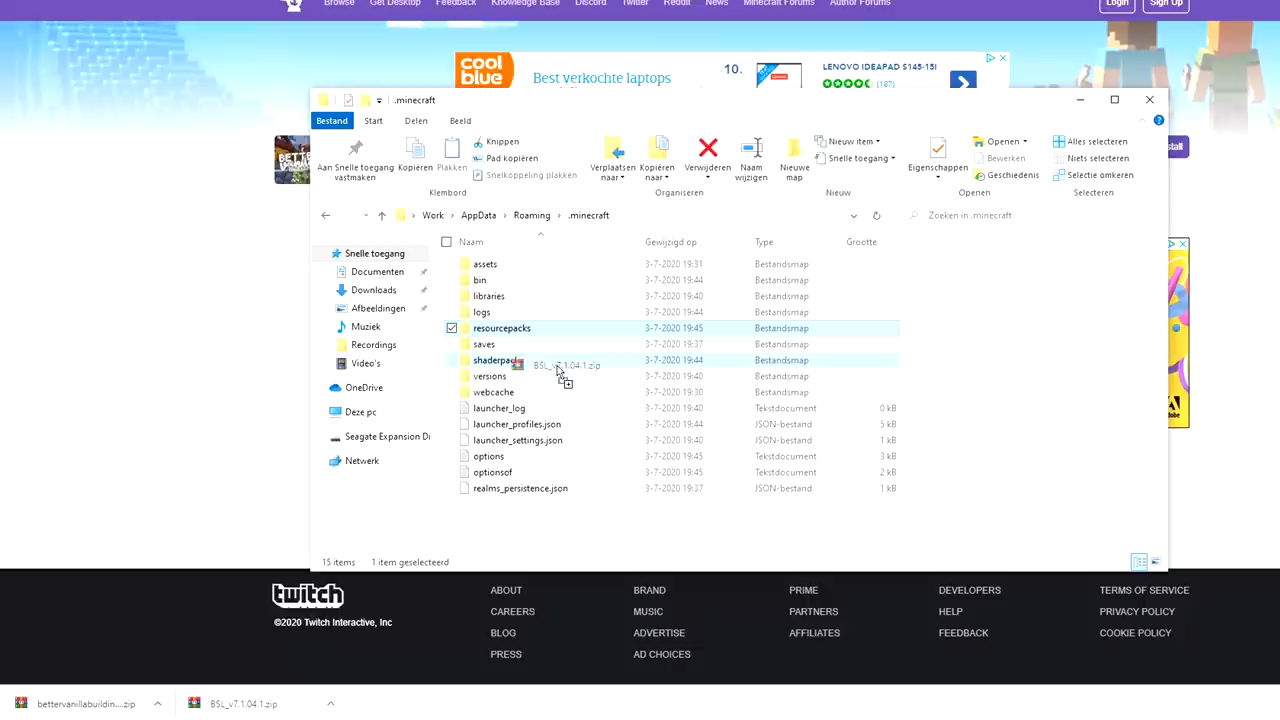 Browse Get Desktop Feedback Knowledge Base Discord Twitter Reddit News Minecraft Forums Author Forums Login Sign Up
cool
blue
Best verkochte laptops
10.
LENOVO IDEAPAD S145-15I
(187)
.minecraft
Bestand Start Delen Beeld
Aan Snelle toegang
vastmaken
Kopiëren
Plakken
Knippen
Pad kopiëren
Snelkoppeling plakken
Klembord
Verplaatsen
naar
Kopiëren
naar
Verwijderen
Naam
wijzigen
Organiseren
Nieuwe
map
Nieuw item
Snelle toegang
Nieuw
Eigenschappen
Openen
Bewerken
Geschiedenis
Openen
Alles selecteren
Niets selecteren
Selectie omkeren
Selecteren
stall
Work > AppData > Roaming > .minecraft
Zoeken in .minecraft
Snelle toegang
Documenten
Downloads
Afbeeldingen
Muziek
Recordings
Video's
OneDrive
Deze pc
Seagate Expansion Dr
Netwerk
Naam Gewijzigd op Type Grootte
assets 3-7-2020 19:31 Bestandsmap
bin 3-7-2020 19:44 Bestandsmap
libraries 3-7-2020 19:40 Bestandsmap
logs 3-7-2020 19:44 Bestandsmap
resourcepacks 3-7-2020 19:45 Bestandsmap
saves 3-7-2020 19:37 Bestandsmap
shaderpac 3-7-2020 19:44 Bestandsmap
BSL_v7.1.04.1.zip
versions 3-7-2020 19:40 Bestandsmap
webcache 3-7-2020 19:30 Bestandsmap
launcher_log 3-7-2020 19:40 Tekstdocument 0 kB
launcher_profiles.json 3-7-2020 19:44 JSON-bestand 5 kB
launcher_settings.json 3-7-2020 19:40 JSON-bestand 1 kB
options 3-7-2020 19:45 Tekstdocument 3 kB
optionsof 3-7-2020 19:45 Tekstdocument 2 kB
realms_persistence.json 3-7-2020 19:37 JSON-bestand 1 kB
15 items 1 item geselecteerd
twitch
©2020 Twitch Interactive, Inc
ABOUT
CAREERS
BLOG
PRESS
BRAND
MUSIC
ADVERTISE
AD CHOICES
PRIME
PARTNERS
AFFILIATES
DEVELOPERS
HELP
FEEDBACK
TERMS OF SERVICE
PRIVACY POLICY
COOKIE POLICY
bettervanillabuildin....zip
BSL_v7.1.04.1.zip